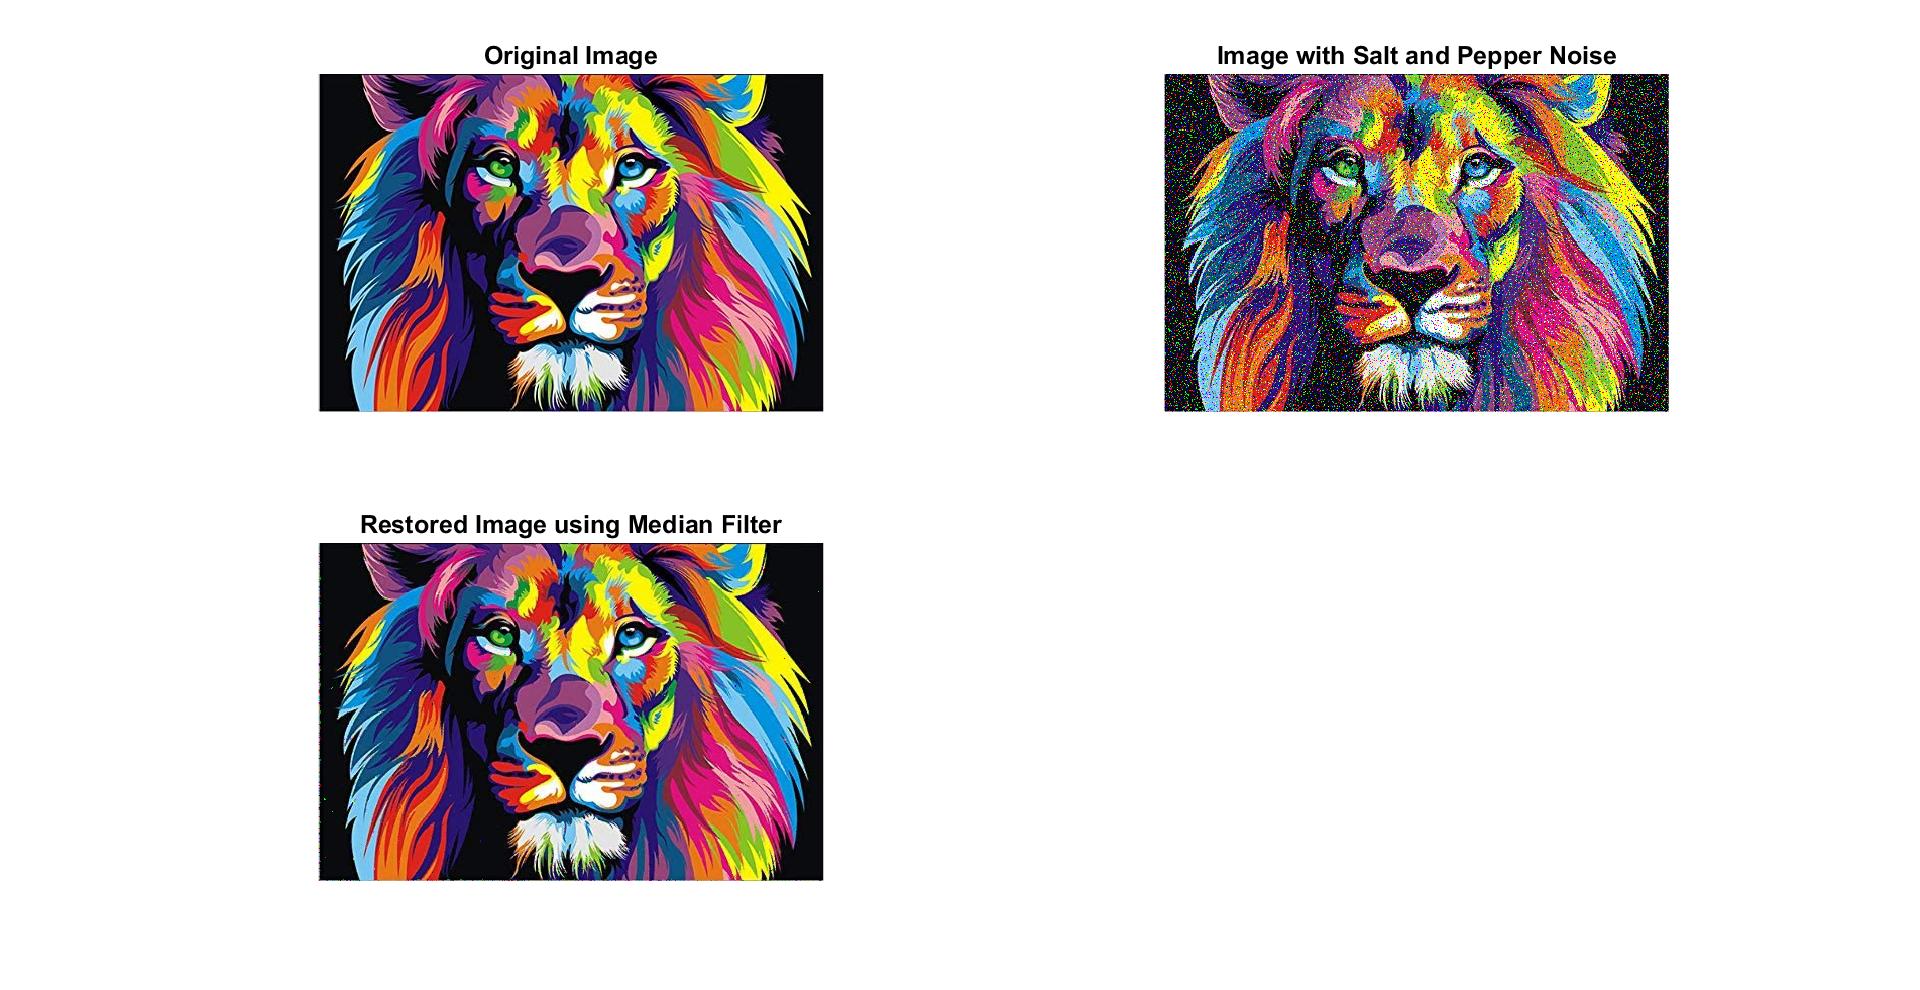 Original Image
Image with Salt and Pepper Noise
Restored Image using Median Filter